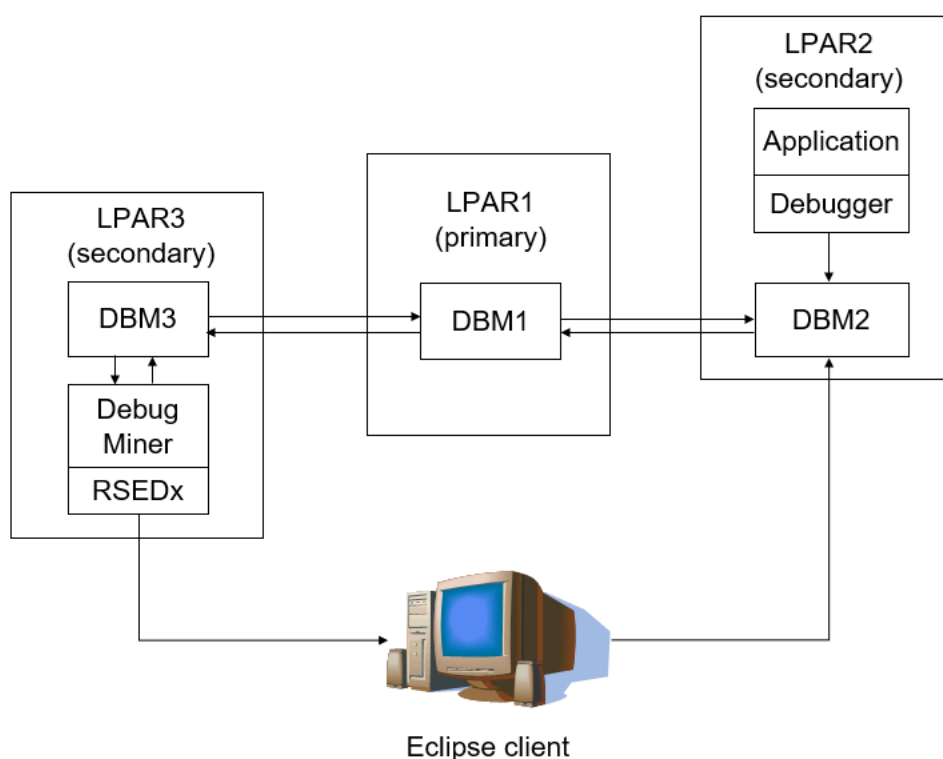 LPAR2
(secondary)
Application
Debugger
DBM2
LPAR1
(primary)
DBM1
LPAR3
(secondary)
DBM3
Debug
Miner
RSEDx
Eclipse client